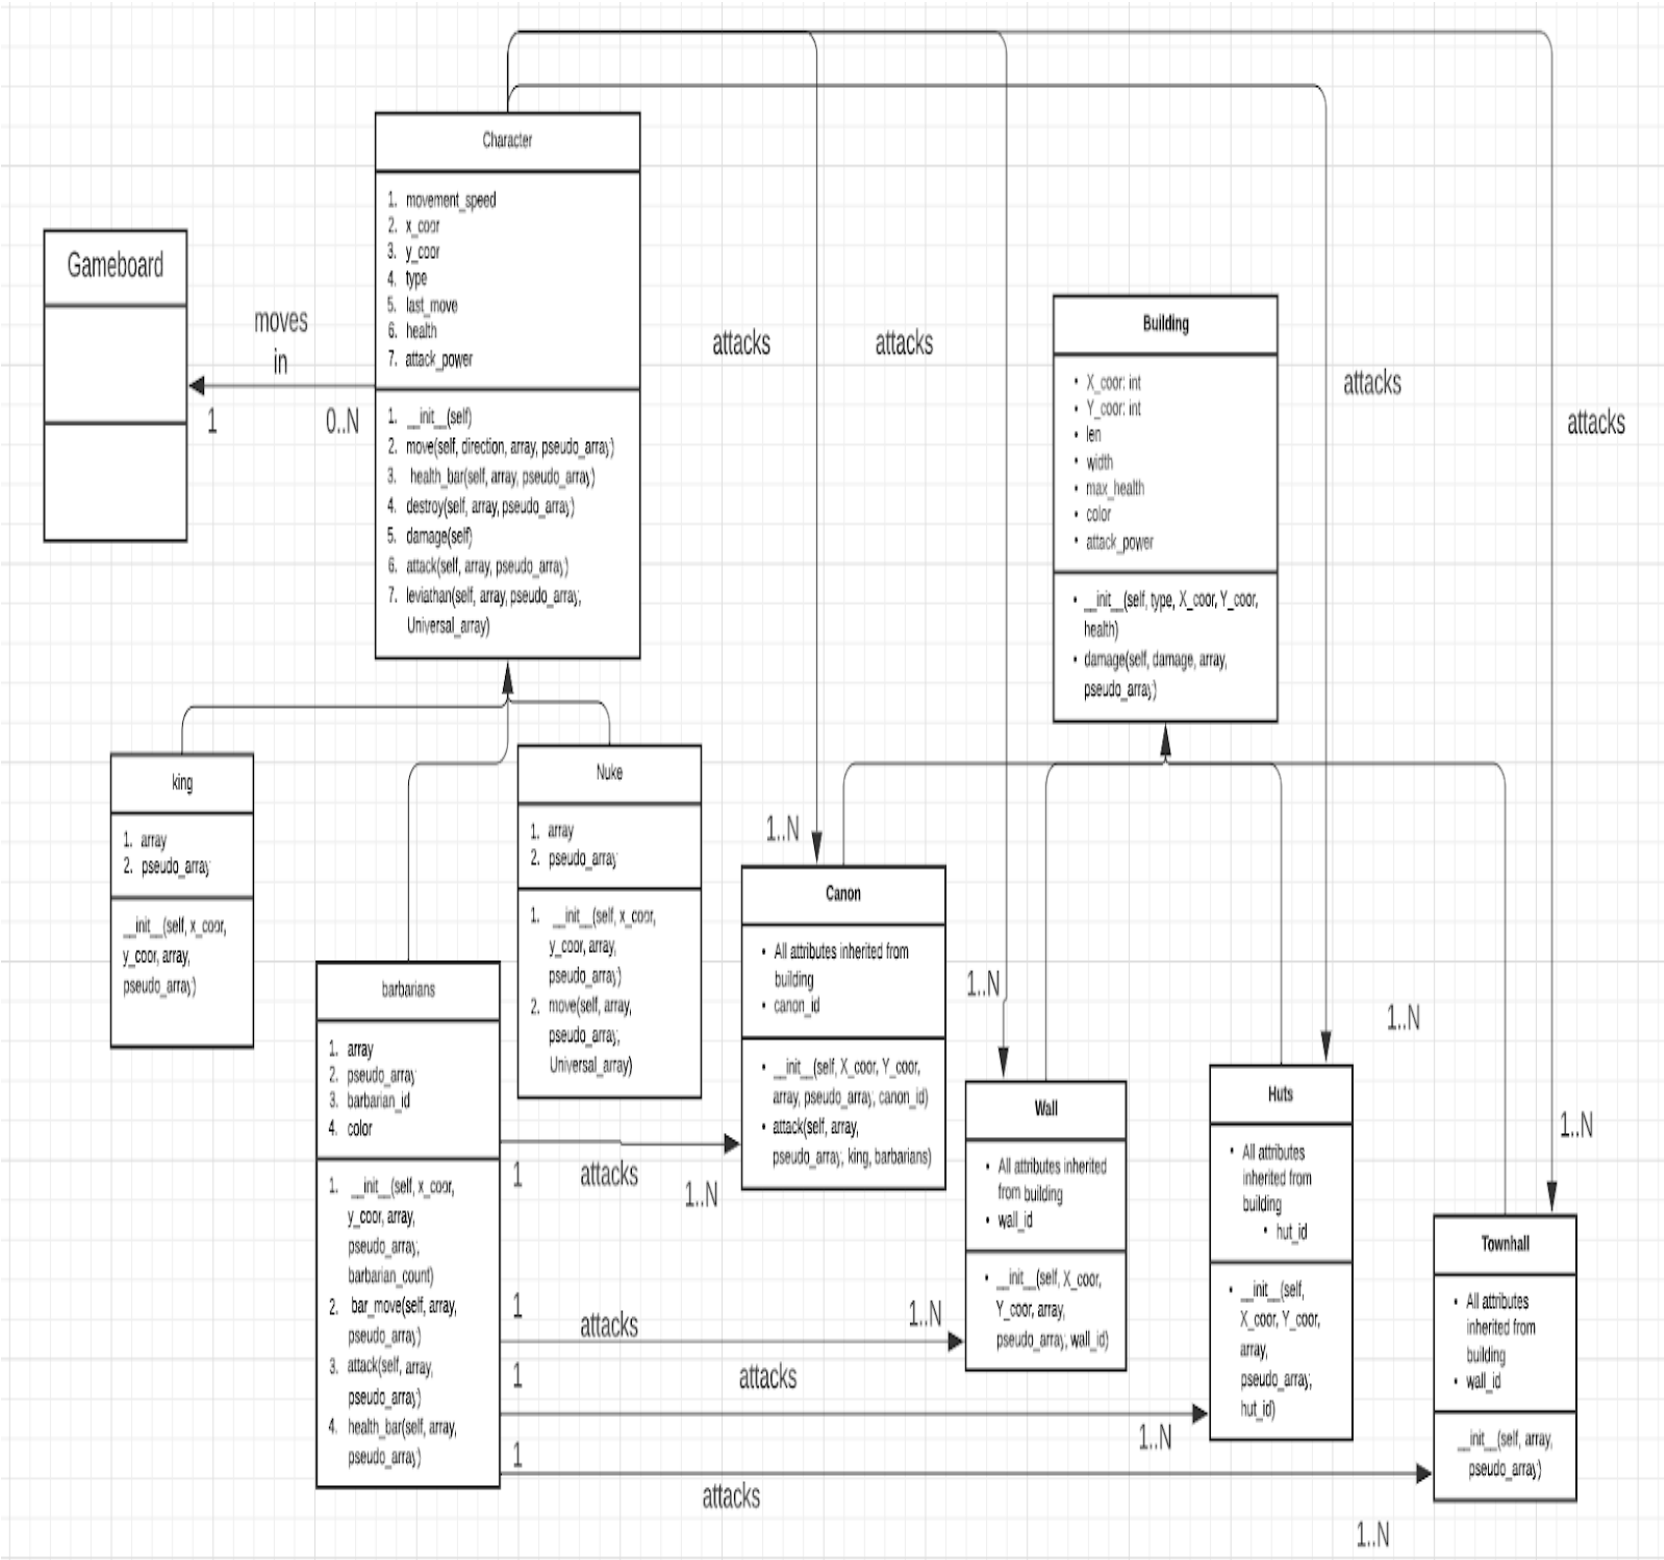 Character
1. movement_speed
2. x_coor
3. y_coor
4. type
5. last_move
6. health
7. attack_power
1. __init__(self)
2. move(self, direction, array, pseudo_array)
3. health_bar(self, array, pseudo_array)
4. destroy(self, array, pseudo_array)
5. damage(self)
6. attack(self, array, pseudo_array)
7. leviathan(self, array, pseudo_array,
Universal_array)
Gameboard
moves
in
1
0..N
attacks
attacks
attacks
attacks
Building
• X_coor: int
• Y_coor: int
• len
• width
• max_health
• color
• attack_power
• __init__(self, type, X_coor, Y_coor,
health)
• damage(self, damage, array,
pseudo_array)
king
1. array
2. pseudo_array
__init__(self, x_coor,
y_coor, array,
pseudo_array)
Nuke
1. array
2. pseudo_array
1. __init__(self, x_coor,
y_coor, array,
pseudo_array)
2. move(self, array,
pseudo_array,
Universal_array)
barbarians
1. array
2. pseudo_array
3. barbarian_id
4. color
1. __init__(self, x_coor,
y_coor, array,
pseudo_array,
barbarian_count)
2. bar_move(self, array,
pseudo_array)
3. attack(self, array,
pseudo_array)
4. health_bar(self, array,
pseudo_array)
1..N
Canon
• All attributes inherited from
building
• canon_id
• __init__(self, X_coor, Y_coor,
array, pseudo_array, canon_id)
• attack(self, array,
pseudo_array, king, barbarians)
1..N
Wall
• All attributes inherited
from building
• wall_id
• __init__(self, X_coor,
Y_coor, array,
pseudo_array, wall_id)
1..N
Huts
• All attributes
inherited from
building
• hut_id
• __init__(self,
X_coor, Y_coor,
array,
pseudo_array,
hut_id)
1..N
Townhall
• All attributes
inherited from
building
• wall_id
__init__(self, array,
pseudo_array)
1
attacks
1..N
1
attacks
1..N
1
attacks
1..N
1
attacks
1..N